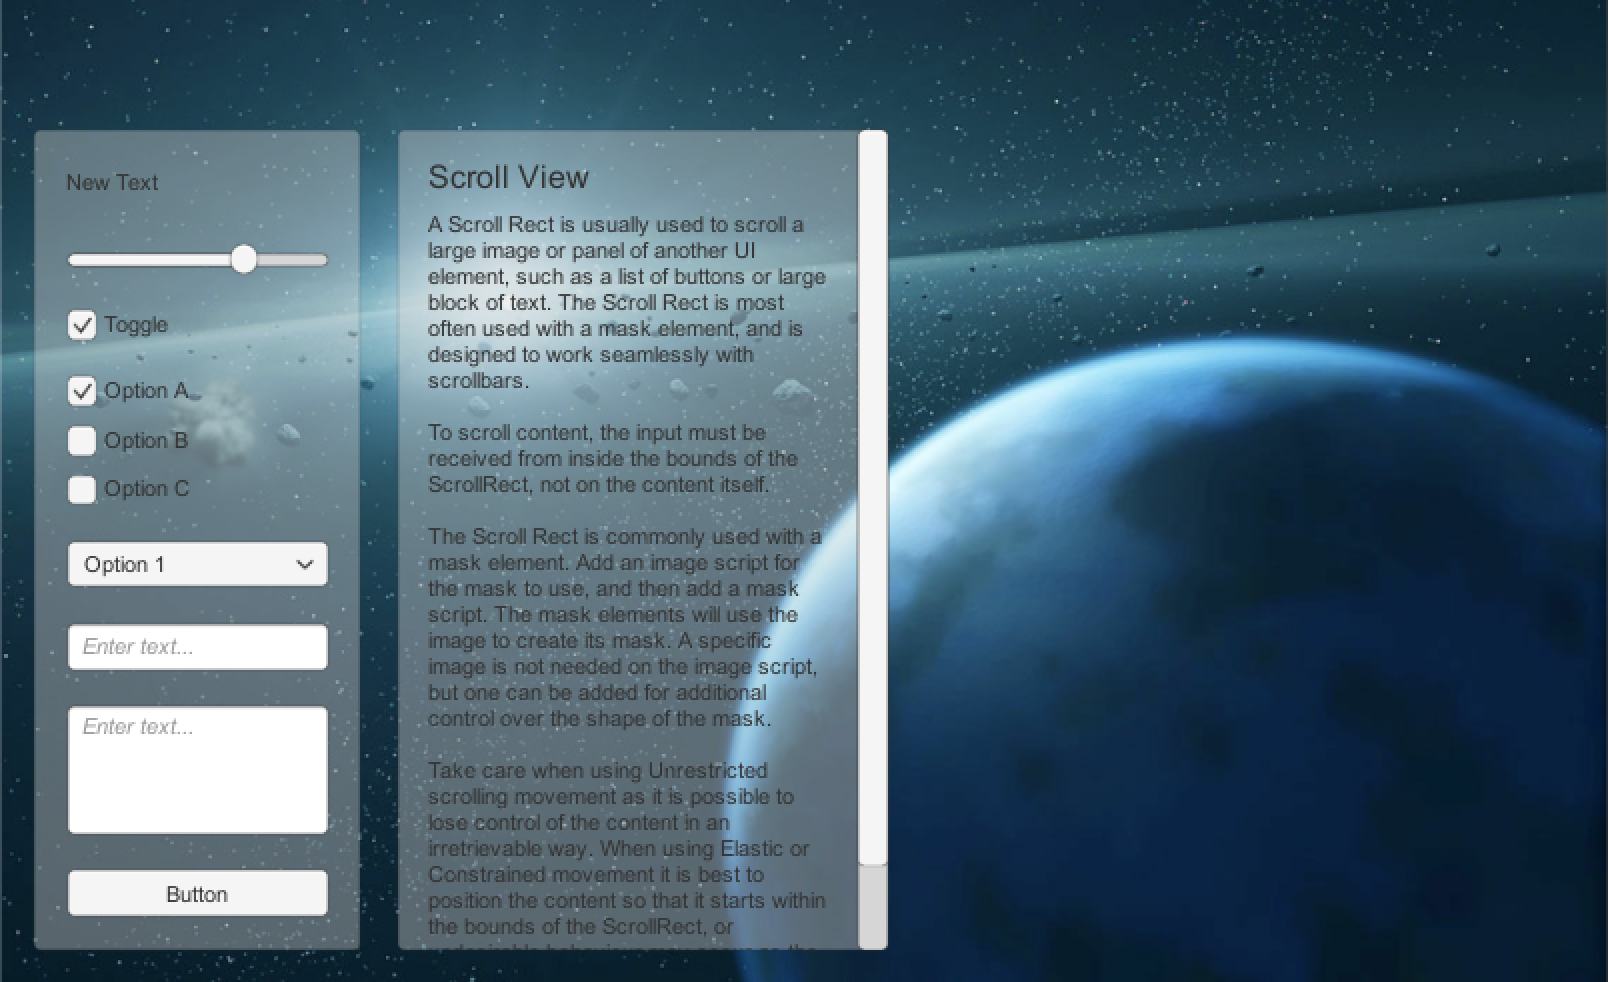 New Text
Toggle
Option A
Option B
Option C
Option 1
Enter text...
Enter text...
Button
Scroll View
A Scroll Rect is usually used to scroll a
large image or panel of another UI
element, such as a list of buttons or large
block of text. The Scroll Rect is most
often used with a mask element, and is
designed to work seamlessly with
scrollbars.
To scroll content, the input must be
received from inside the bounds of the
ScrollRect, not on the content itself.
The Scroll Rect is commonly used with a
mask element. Add an image script for
the mask to use, and then add a mask
script. The mask elements will use the
image to create its mask. A specific
image is not needed on the image script,
but one can be added for additional
control over the shape of the mask.
Take care when using Unrestricted
scrolling movement as it is possible to
lose control of the content in an
irretrievable way. When using Elastic or
Constrained movement it is best to
position the content so that it starts within
the bounds of the ScrollRect, or